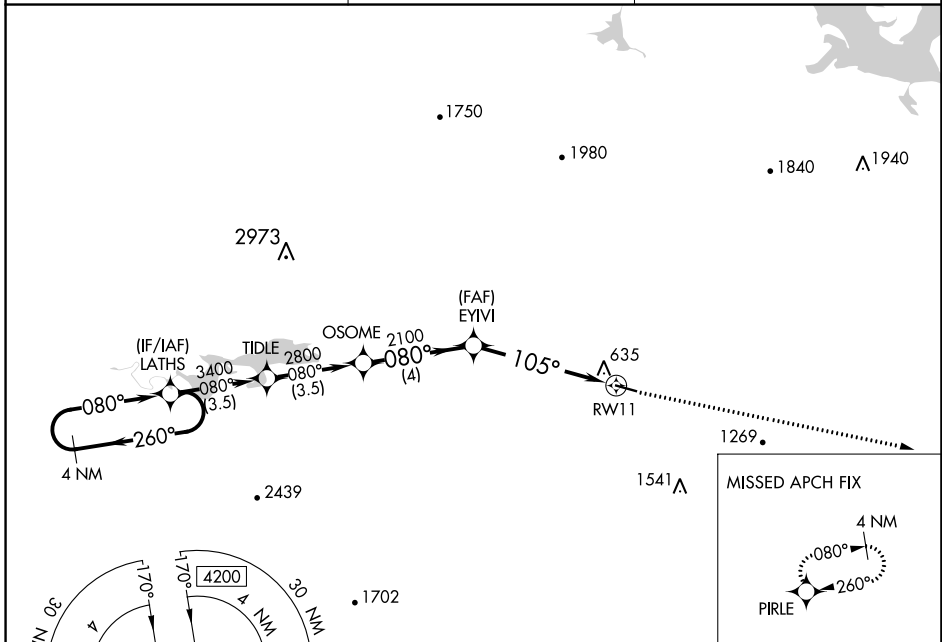 1750
1980
1840
1940
2973
(FAF)
EYIVI
(IF/IAF)
LATHS
TIDLE
OSOME
3400
080°
(3.5)
2800
080°
(3.5)
2100
080°
(4)
105°
635
RW11
080°
260°
4 NM
1269
1541
2439
MISSED APCH FIX
4 NM
080°
260°
PIRLE
170°
170°
4200
30 NM
4 NM
30 NM
4
1702